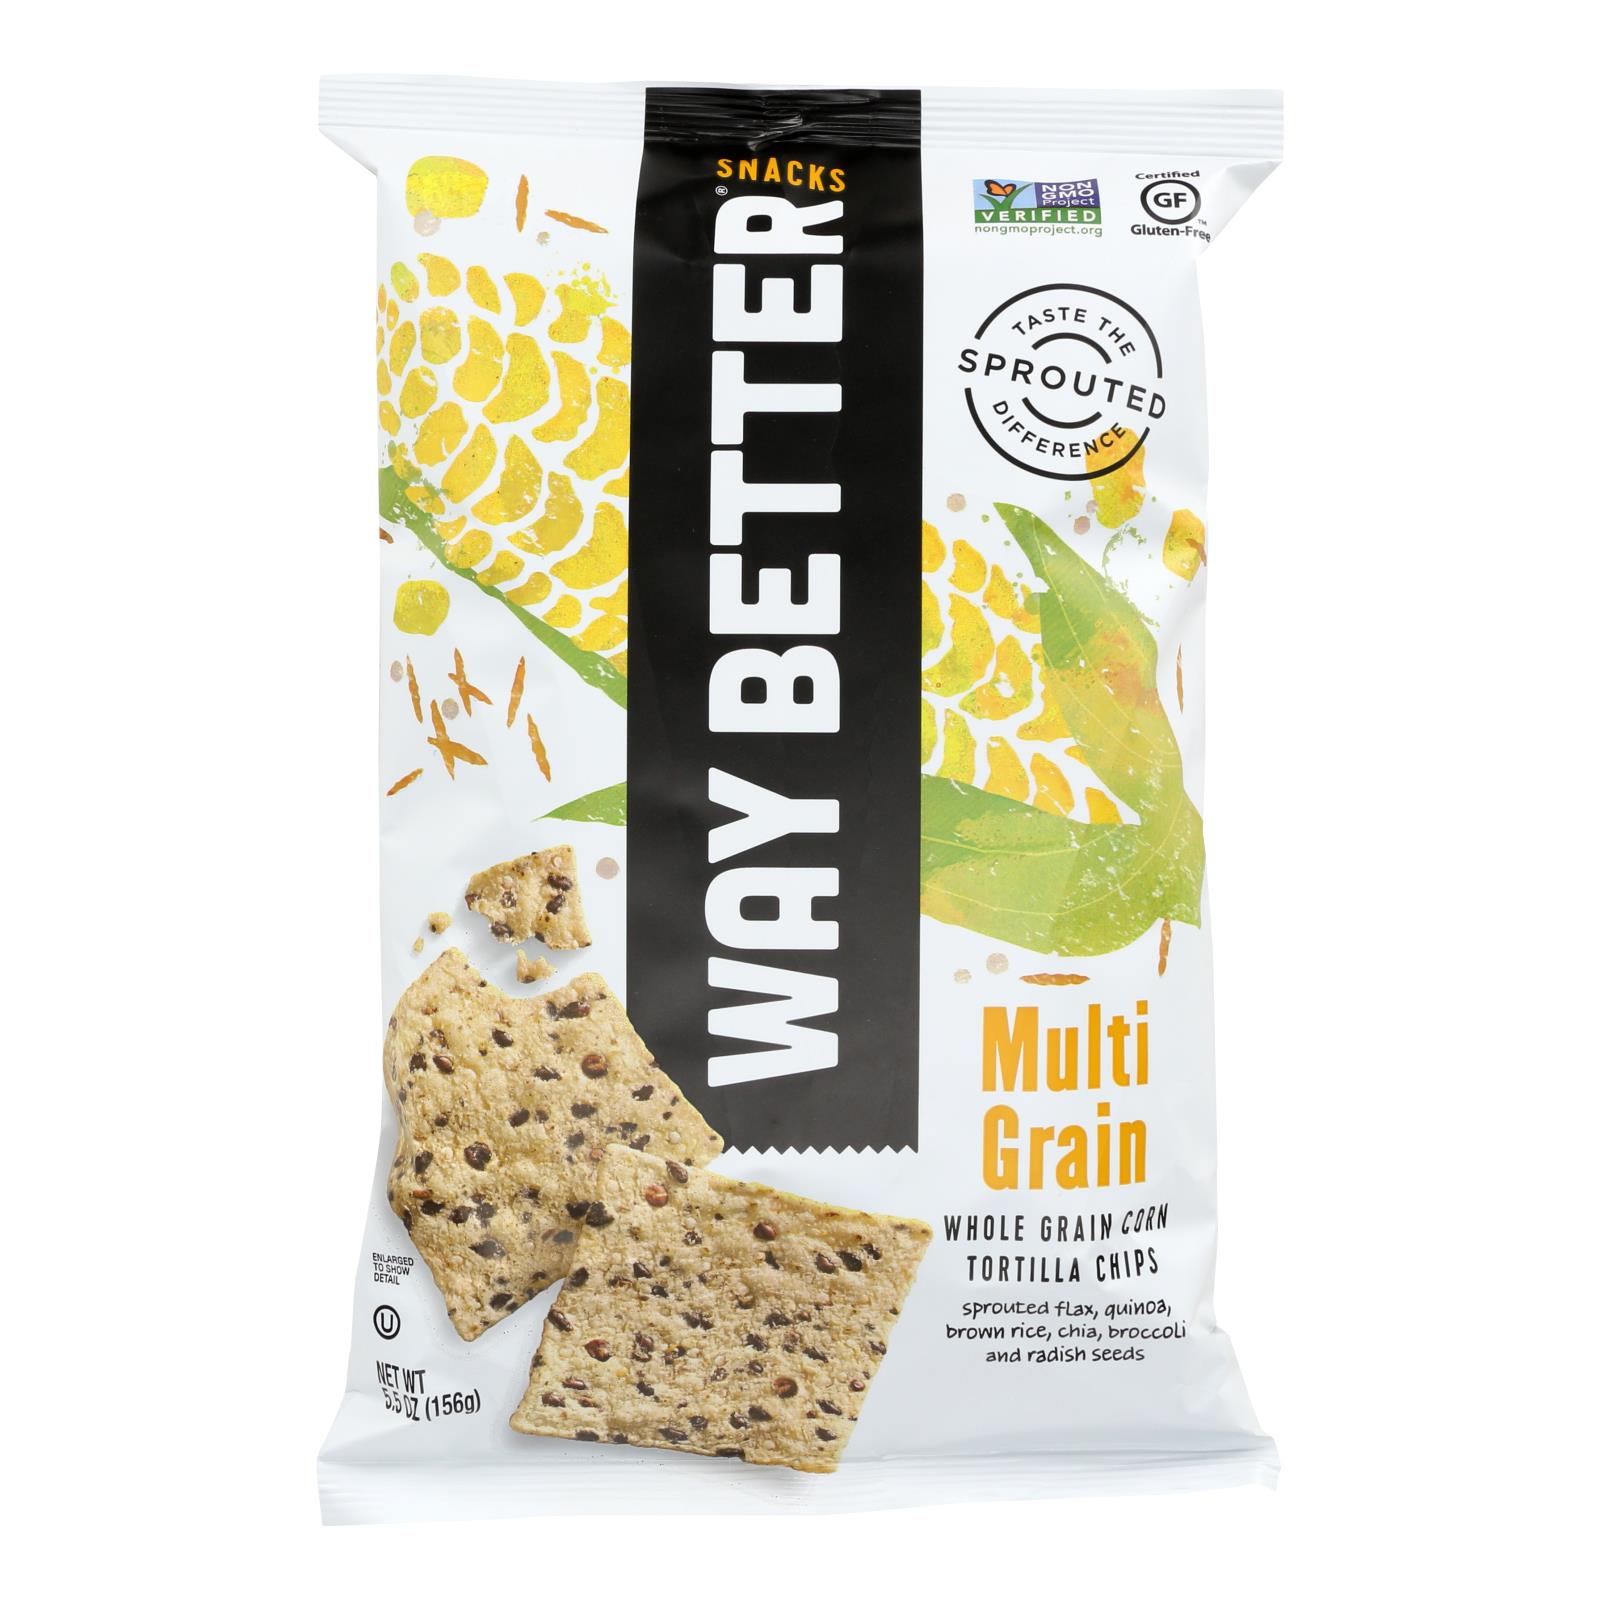 SNACKS
WAY BETTER®
NON
GMO
Project
VERIFIED
nongmoproject.org
Certified
GF
Gluten-Free™
TASTE THE
SPROUTED
DIFFERENCE
Multi
Grain
WHOLE GRAIN CORN
TORTILLA CHIPS
sprouted flax, quinoa,
brown rice, chia, broccoli
and radish seeds
ENLARGED
TO SHOW
DETAIL
U
NET WT
5.5 OZ (156g)